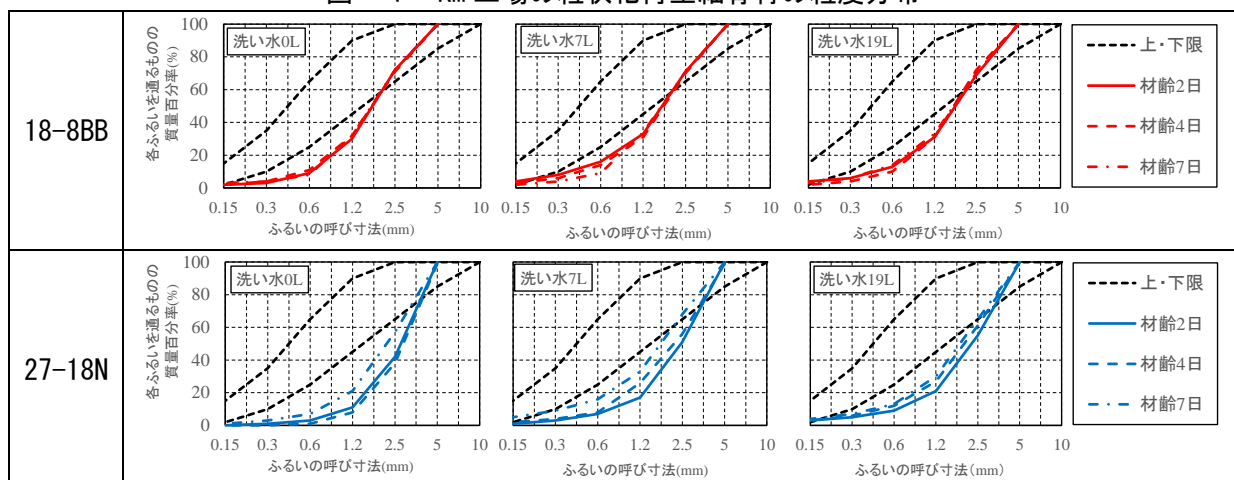 18-8BB
各ふるいを通るものの
質量百分率(%)
100
80
60
40
20
0
洗い水0L
0.15 0.3 0.6 1.2 2.5 5 10
ふるいの呼び寸法(mm)
洗い水7L
0.15 0.3 0.6 1.2 2.5 5 10
ふるいの呼び寸法(mm)
洗い水19L
0.15 0.3 0.6 1.2 2.5 5 10
ふるいの呼び寸法(mm)
上・下限
材齢2日
材齢4日
材齢7日
27-18N
各ふるいを通るものの
質量百分率(%)
100
80
60
40
20
0
洗い水0L
0.15 0.3 0.6 1.2 2.5 5 10
ふるいの呼び寸法(mm)
洗い水7L
0.15 0.3 0.6 1.2 2.5 5 10
ふるいの呼び寸法(mm)
洗い水19L
0.15 0.3 0.6 1.2 2.5 5 10
ふるいの呼び寸法(mm)
上・下限
材齢2日
材齢4日
材齢7日